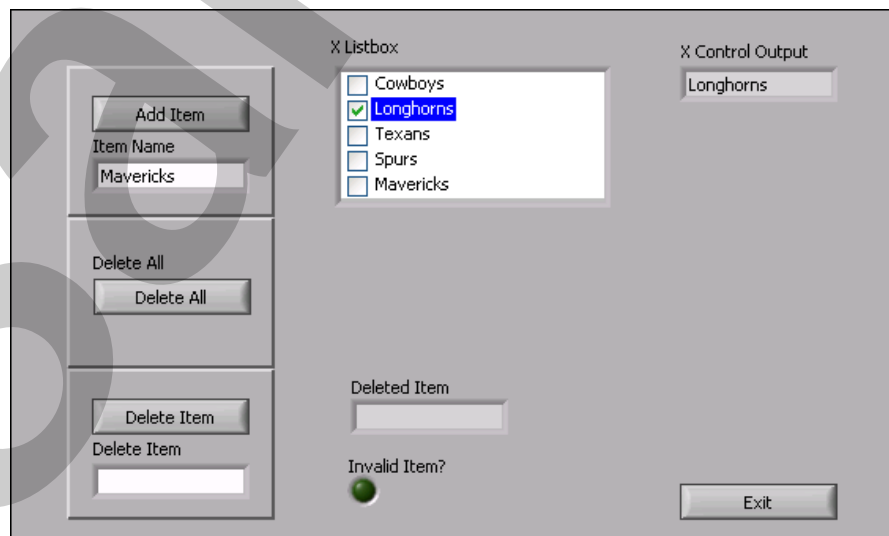 X Listbox
X Control Output
Cowboys
Longhorns
Texans
Spurs
Mavericks
Longhorns
Add Item
Item Name
Mavericks
Delete All
Delete All
Delete Item
Delete Item
Deleted Item
Invalid Item?
Exit